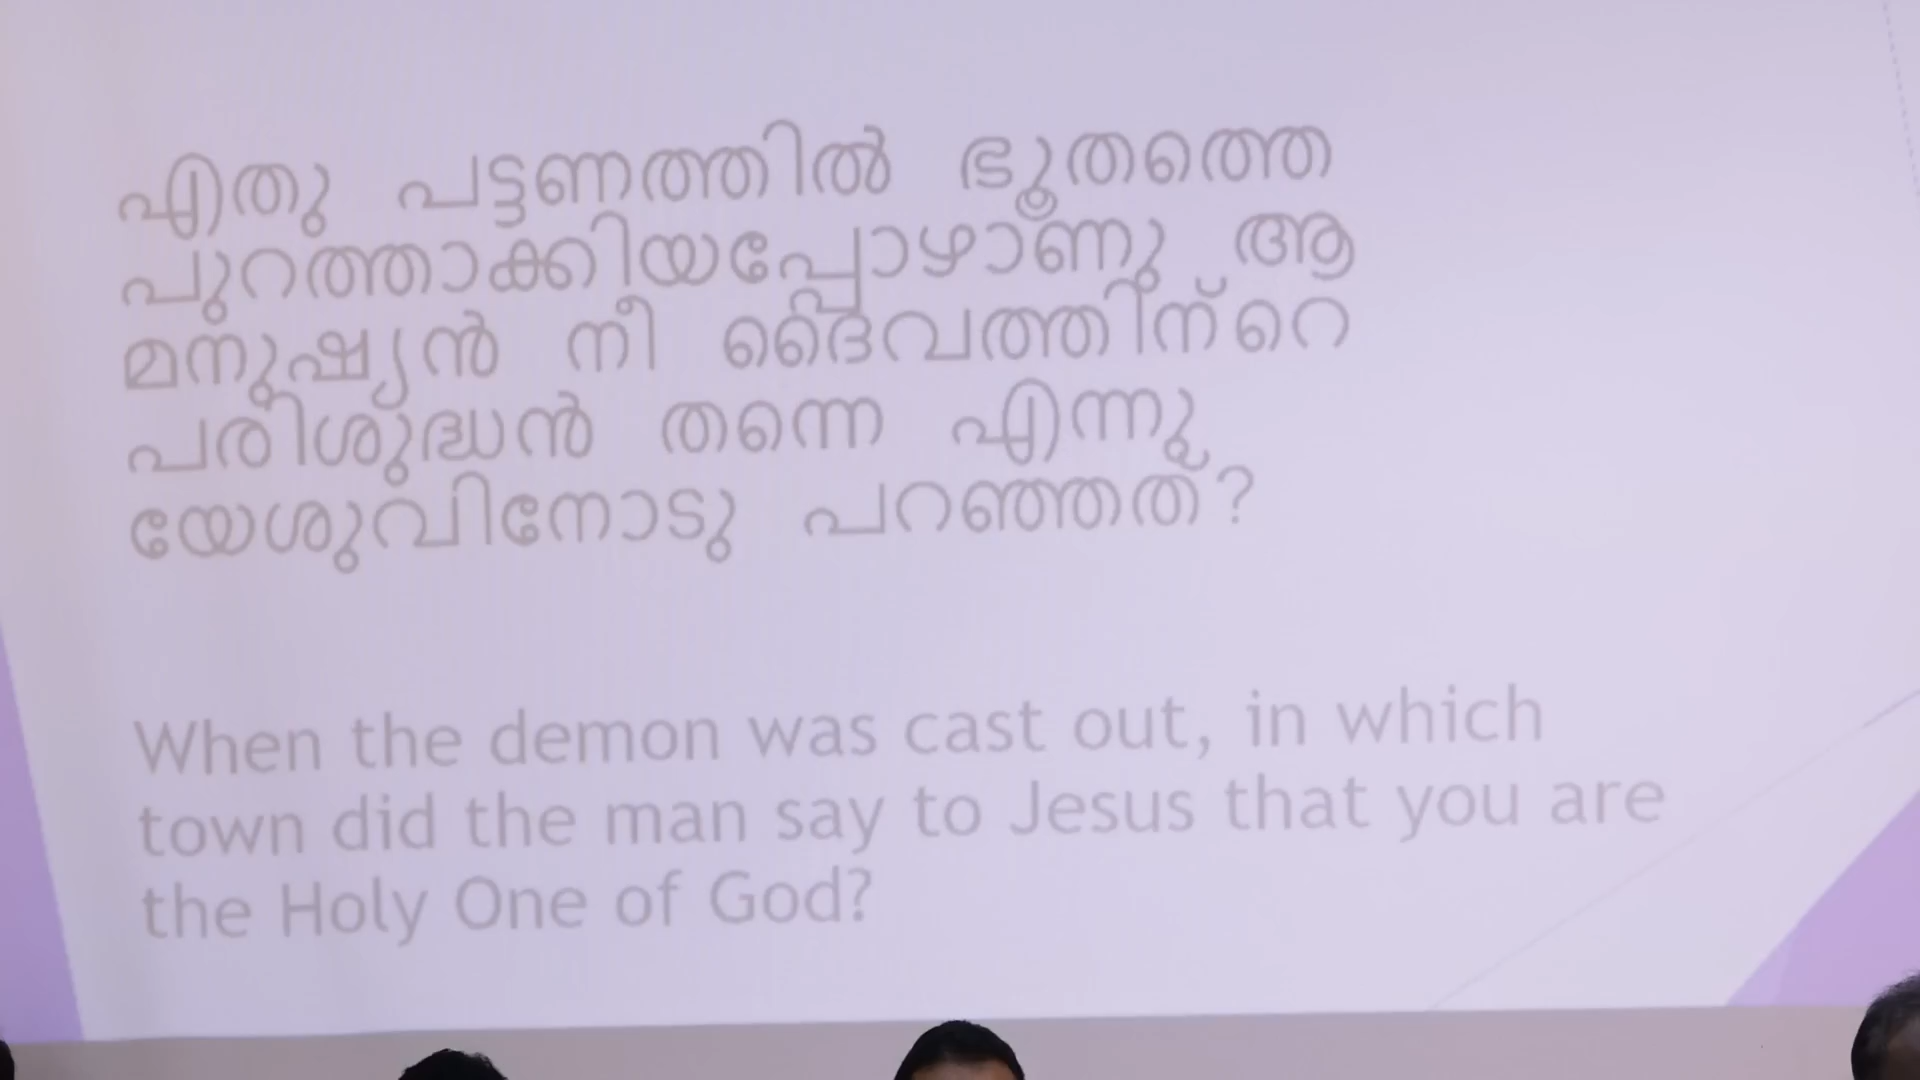 എതു പട്ടണത്തിൽ ഭൂതത്തെ
പുറത്താക്കിയപ്പോഴാണു ആ
മനുഷ്യൻ നീ ദൈവത്തിന്റെ
പരിശുദ്ധൻ തന്നെ എന്നു
യേശുവിനോടു പറഞ്ഞത്?
When the demon was cast out, in which
town did the man say to Jesus that you are
the Holy One of God?